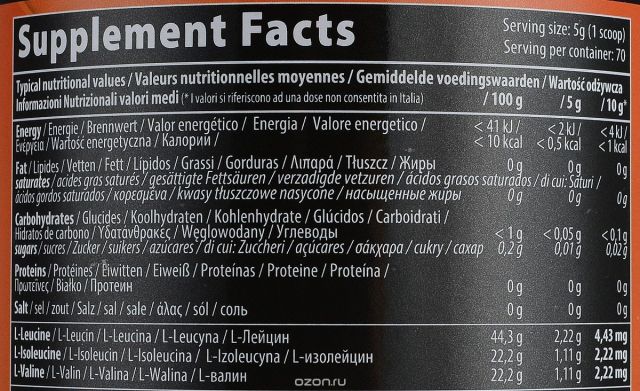 Supplement Facts
Serving size: 5g (1 scoop)
Serving per container: 70
Typical nutritional values / Valeurs nutritionnelles moyennes / Gemiddelde voedingswaarden / Wartość odżywcza
Informazioni Nutrizionali valori medi (* I valori si riferiscono ad una dose non consentita in Italia) / 100 g / 5 g / 10 g*
Energy / Energie / Brennwert / Valor energético / Energia / Valore energetico / < 41 kJ / < 2 kJ / < 4 kJ /
Ενέργεια / Wartość energetyczna / Калории / < 10 kcal < 0,5 kcal < 1 kcal
Fat / Lipides / Vetten / Fett / Lípidos / Grassi / Gorduras / Λιπαρά / Tłuszcz / Жиры 0 g 0 g 0 g
saturates / acides gras saturés / gesättigte Fettsäuren / verzadigde vetzuren / ácidos grasos saturados / di cui: Saturi /
ácidos gordos saturados / κορεσμένα / kwasy tłuszczowe nasycone / насыщенные жиры 0 g 0 g 0 g
Carbohydrates / Glucides / Koolhydraten / Kohlenhydrate / Glúcidos / Carboidrati /
Hidratos de carbono / Υδατάνθρακες / Węglowodany / Углеводы < 1 g < 0,05 g < 0,1 g
sugars / sucres / Zucker / suikers / azúcares / di cui: Zuccheri / açúcares / σάκχαρα / cukry / сахар 0,2 g 0,01 g 0,02 g
Proteins / Protéines / Eiwitten / Eiweiß / Proteínas / Proteine / Proteína /
Πρωτεΐνες / Białko / Протеин 0 g 0 g 0 g
Salt / sel / zout / Salz / sal / sale / άλας / sól / соль 0 g 0 g 0 g
L-Leucine / L-Leucin / L-Leucina / L-Leucyna / L-Лейцин 44,3 g 2,22 g 4,43 mg
L-Isoleucine / L-Isoleucin / L-Isoleucina / L-Izoleucyna / L-изолейцин 22,2 g 1,11 g 2,22 mg
L-Valine / L-Valin / L-Valina / L-Walina / L-валин 22,2 g 1,11 g 2,22 mg
ozon.ru